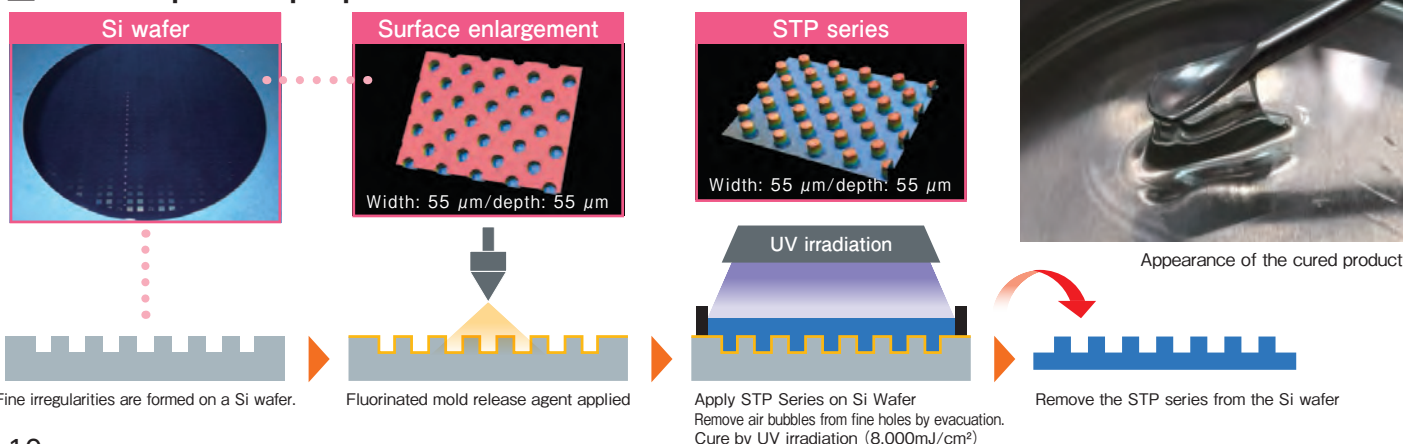 Si wafer
Surface enlargement
STP series
Width: 55 μm/depth: 55 μm
Width: 55 μm/depth: 55 μm
UV irradiation
Appearance of the cured product
Fine irregularities are formed on a Si wafer.
Fluorinated mold release agent applied
Apply STP Series on Si Wafer
Remove air bubbles from fine holes by evacuation.
Cure by UV irradiation (8,000mJ/cm²)
Remove the STP series from the Si wafer